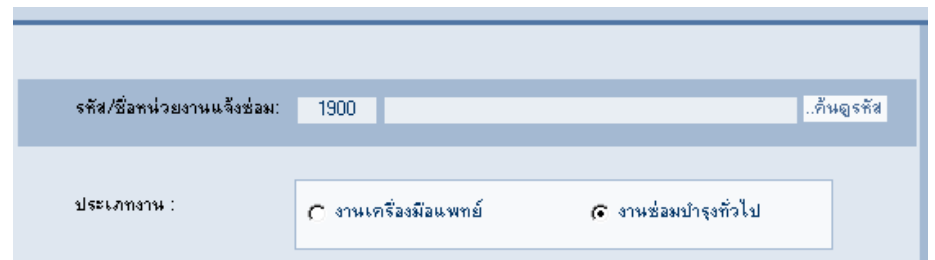 รหัส/ชื่อหน่วยงานแจ้งซ่อม: 1900 ..ค้นดูรหัส
ประเภทงาน : งานเครื่องมือแพทย์ งานซ่อมบำรุงทั่วไป